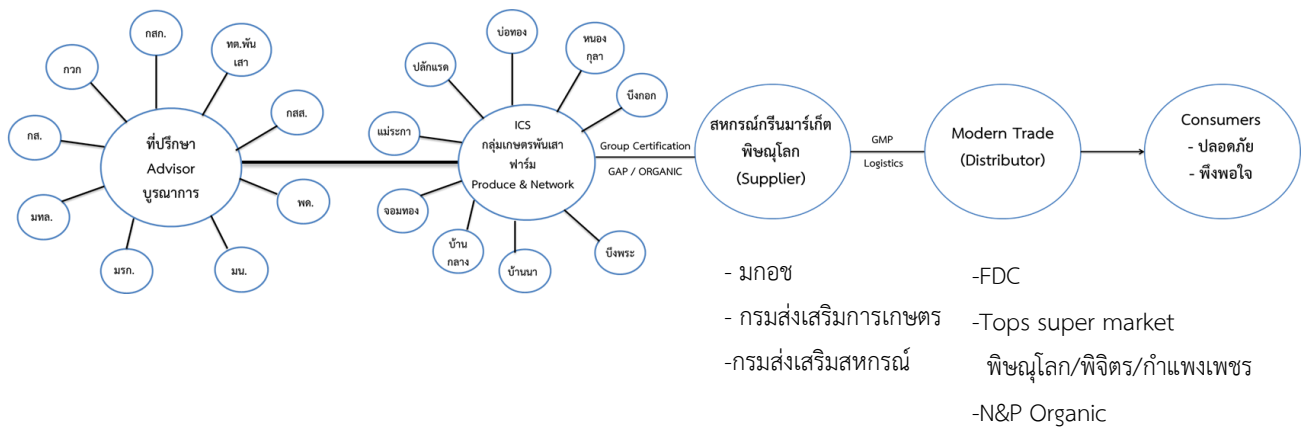 กสก.
ทต.พัน
เสา
กวก
กสส.
กส.
ที่ปรึกษา
Advisor
บูรณาการ
พด.
มทล.
มรก.
มน.
บ่อทอง
หนอง
กุลา
ปลักแรด
บึงกอก
แม่ระกา
ICS
กลุ่มเกษตรพันเสา
ฟาร์ม
Produce & Network
จอมทอง
บ้าน
กลาง
บ้านนา
บึงพระ
Group Certification
GAP / ORGANIC
สหกรณ์กรีนมาร์เก็ต
พิษณุโลก
(Supplier)
GMP
Logistics
Modern Trade
(Distributor)
Consumers
- ปลอดภัย
- พึงพอใจ
- มกอช
- กรมส่งเสริมการเกษตร
-กรมส่งเสริมสหกรณ์
-FDC
-Tops super market
พิษณุโลก/พิจิตร/กำแพงเพชร
-N&P Organic